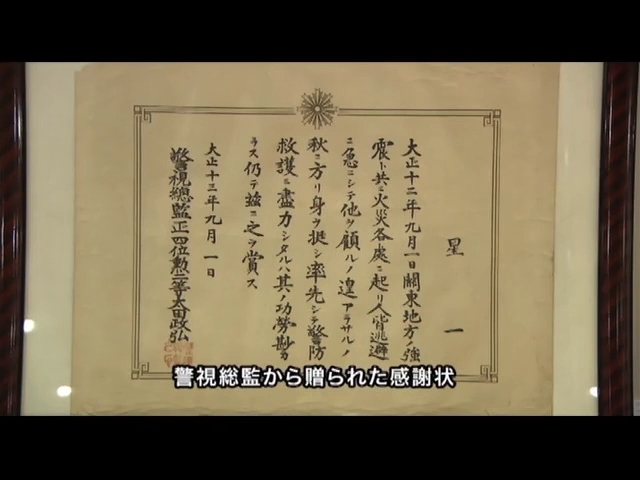 星 一
大正十二年九月一日關東地方ノ強
震ト共ニ火災各處ニ起リ人皆逃避
ニ急ニシテ他ヲ顧ルノ遑アラサルノ
秋ニ方リ身ヲ挺シ率先シテ警防
救護ニ盡力シタルハ其ノ功勞尠カ
ラス仍テ茲ニ之ヲ賞ス
大正十三年九月一日
警視總監正四位勲二等太田政弘
警視総監から贈られた感謝状